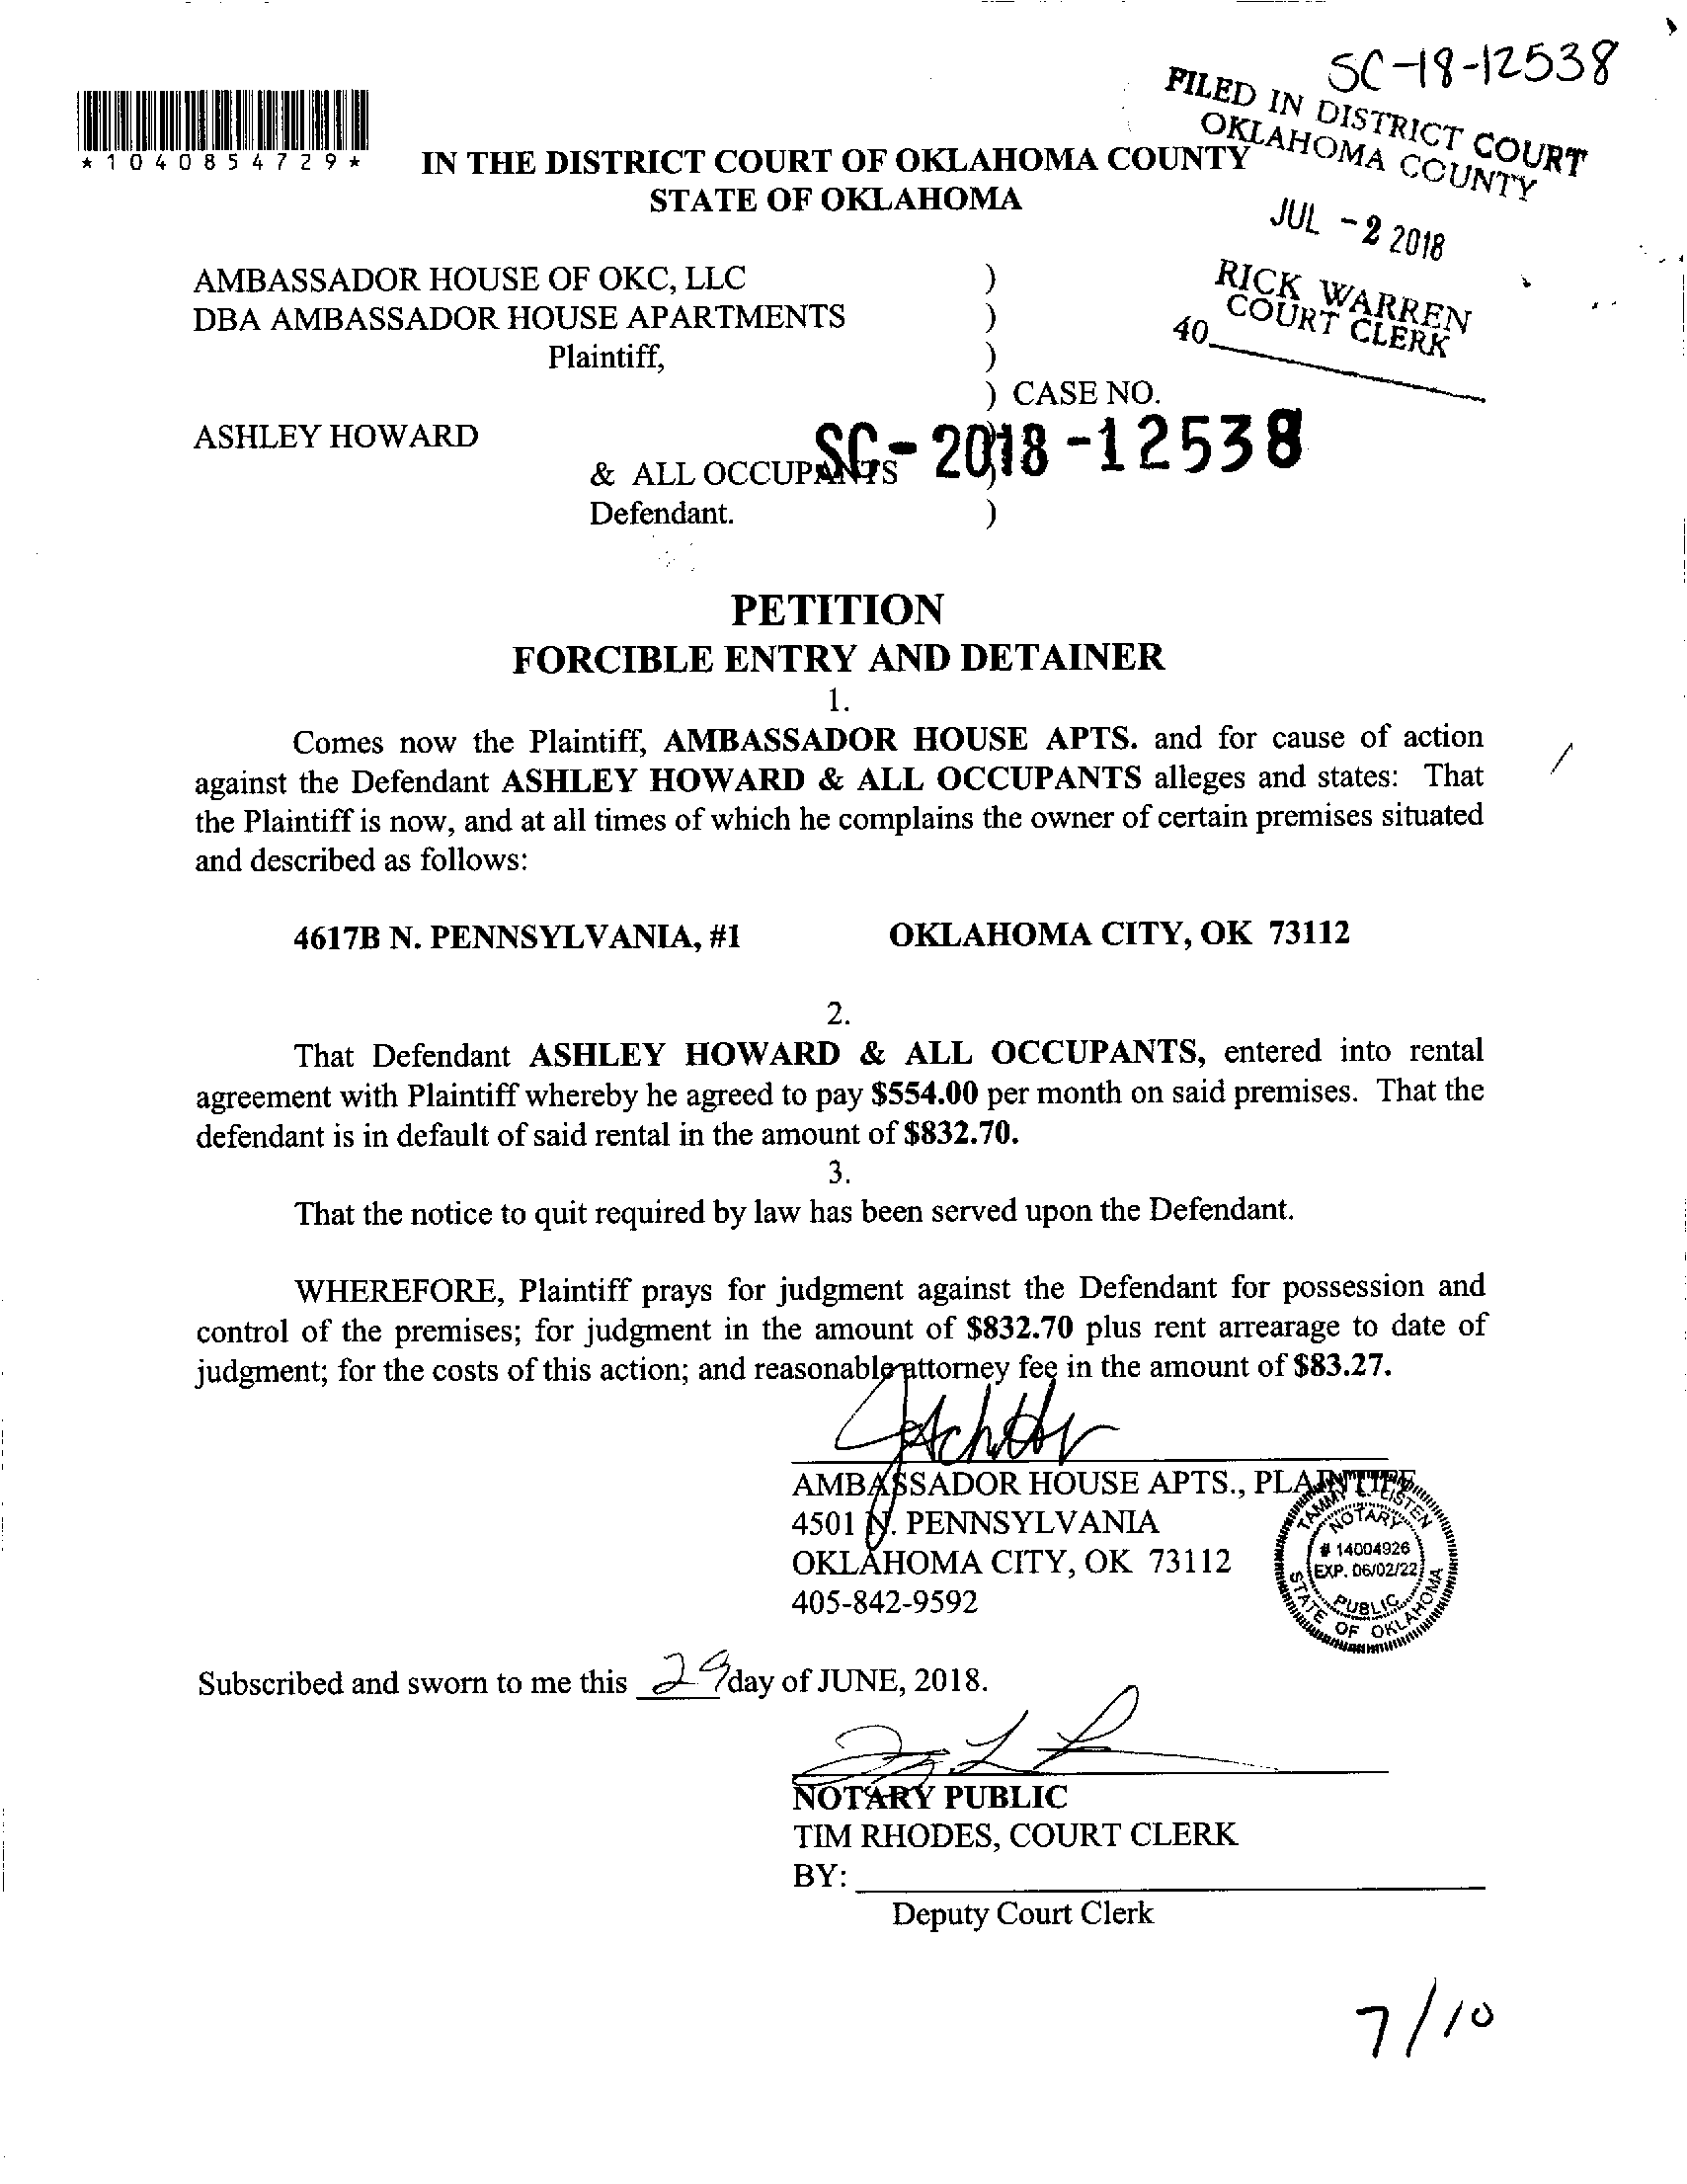 SC-18-12538
FILED IN DISTRICT COURT
OKLAHOMA COUNTY
JUL -2 2018
RICK WARREN
COURT CLERK
40
*1040854729*
IN THE DISTRICT COURT OF OKLAHOMA COUNTY
STATE OF OKLAHOMA
AMBASSADOR HOUSE OF OKC, LLC )
DBA AMBASSADOR HOUSE APARTMENTS )
Plaintiff, )
) CASE NO.
ASHLEY HOWARD
SC-2018-12538
& ALL OCCUPANTS )
Defendant. )
PETITION
FORCIBLE ENTRY AND DETAINER
1.
Comes now the Plaintiff, AMBASSADOR HOUSE APTS. and for cause of action
against the Defendant ASHLEY HOWARD & ALL OCCUPANTS alleges and states: That
the Plaintiff is now, and at all times of which he complains the owner of certain premises situated
and described as follows:
4617B N. PENNSYLVANIA, #1 OKLAHOMA CITY, OK 73112
2.
That Defendant ASHLEY HOWARD & ALL OCCUPANTS, entered into rental
agreement with Plaintiff whereby he agreed to pay $554.00 per month on said premises. That the
defendant is in default of said rental in the amount of $832.70.
3.
That the notice to quit required by law has been served upon the Defendant.
WHEREFORE, Plaintiff prays for judgment against the Defendant for possession and
control of the premises; for judgment in the amount of $832.70 plus rent arrearage to date of
judgment; for the costs of this action; and reasonable attorney fee in the amount of $83.27.
AMBASSADOR HOUSE APTS., PLAINTIFF
4501 N. PENNSYLVANIA
OKLAHOMA CITY, OK 73112
405-842-9592
TAMMY L. LISTEN
NOTARY
# 14004926
EXP. 06/02/22
PUBLIC
STATE OF OKLAHOMA
Subscribed and sworn to me this 29 day of JUNE, 2018.
NOTARY PUBLIC
TIM RHODES, COURT CLERK
BY:
Deputy Court Clerk
7/10